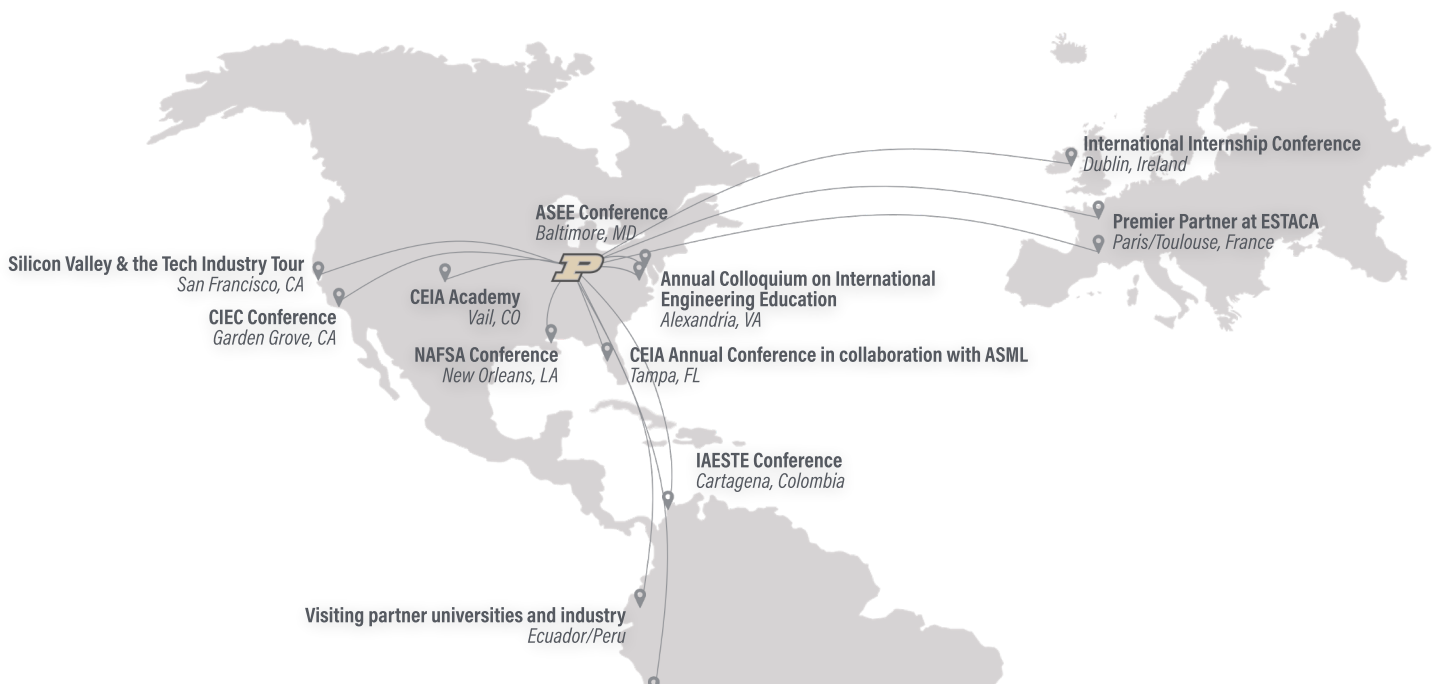 International Internship Conference
Dublin, Ireland
ASEE Conference
Baltimore, MD
Premier Partner at ESTACA
Paris/Toulouse, France
P
Silicon Valley & the Tech Industry Tour
San Francisco, CA
Annual Colloquium on International
Engineering Education
Alexandria, VA
CEIA Academy
Vail, CO
CIEC Conference
Garden Grove, CA
NAFSA Conference
New Orleans, LA
CEIA Annual Conference in collaboration with ASML
Tampa, FL
IAESTE Conference
Cartagena, Colombia
Visiting partner universities and industry
Ecuador/Peru